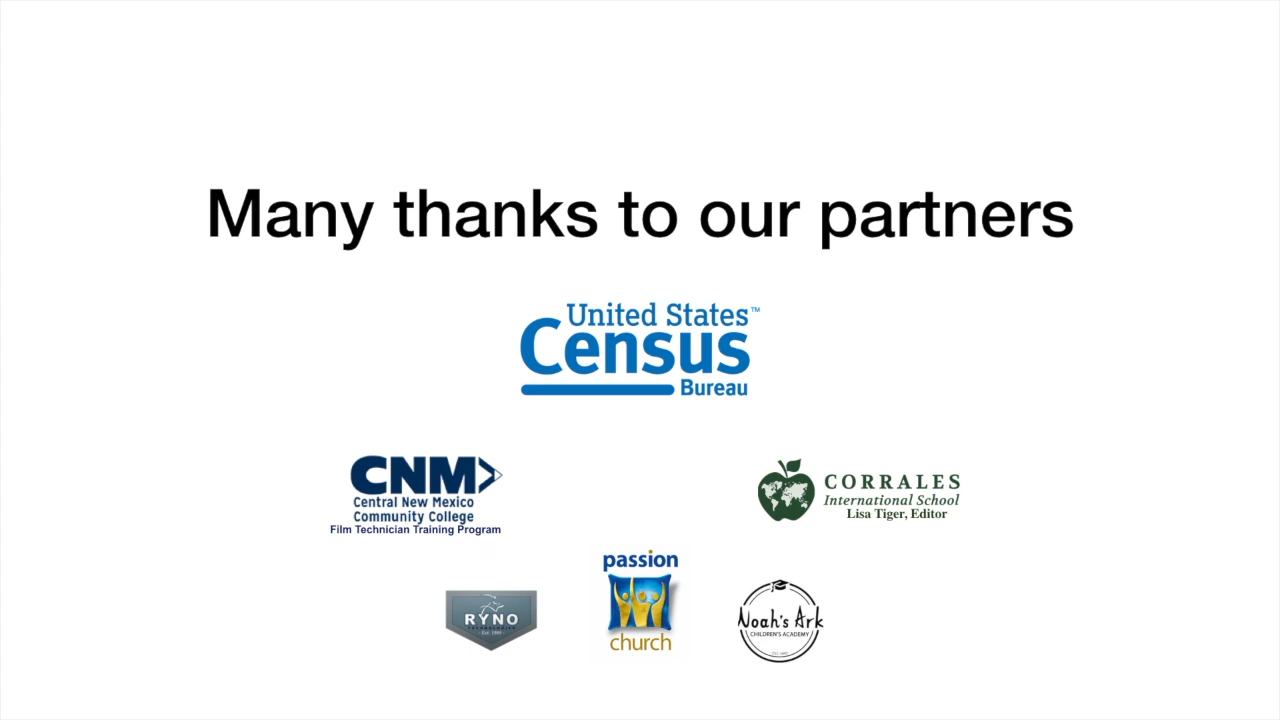 Many thanks to our partners
United States™
Census
Bureau
CNM
Central New Mexico
Community College
Film Technician Training Program
CORRALES
International School
Lisa Tiger, Editor
RYNO
passion
church
Noah's Ark
CHILDREN'S ACADEMY